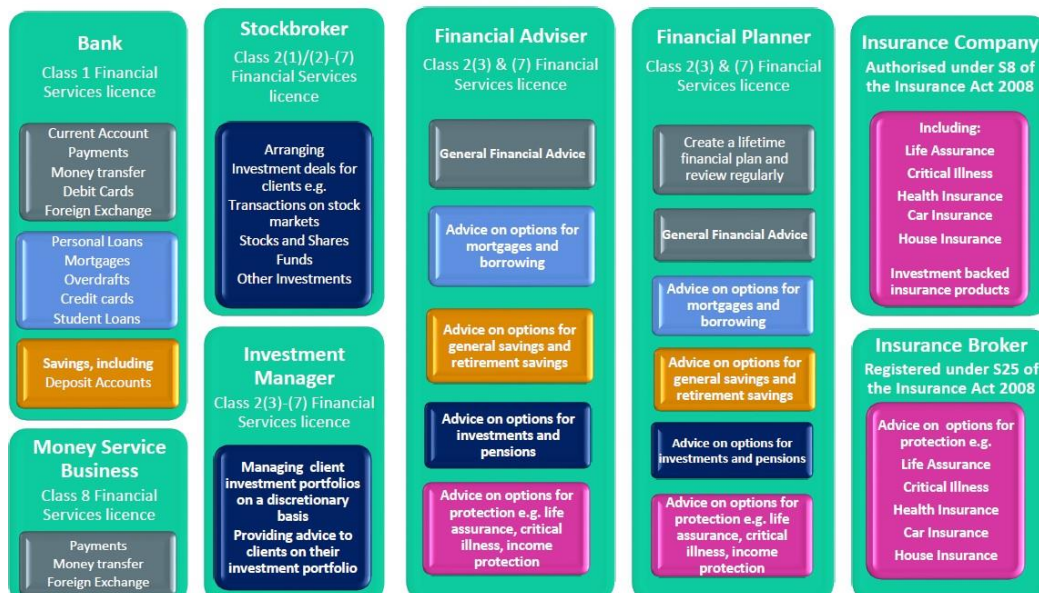 Bank
Class 1 Financial
Services licence
Current Account
Payments
Money transfer
Debit Cards
Foreign Exchange
Personal Loans
Mortgages
Overdrafts
Credit cards
Student Loans
Savings, including
Deposit Accounts
Money Service
Business
Class 8 Financial
Services licence
Payments
Money transfer
Foreign Exchange
Stockbroker
Class 2(1)/(2)-(7)
Financial Services
licence
Arranging
Investment deals for
clients e.g.
Transactions on stock
markets
Stocks and Shares
Funds
Other Investments
Investment
Manager
Class 2(3)-(7) Financial
Services licence
Managing client
investment portfolios
on a discretionary
basis
Providing advice to
clients on their
investment portfolio
Financial Adviser
Class 2(3) & (7) Financial
Services licence
General Financial Advice
Advice on options for
mortgages and
borrowing
Advice on options for
general savings and
retirement savings
Advice on options for
investments and
pensions
Advice on options for
protection e.g. life
assurance, critical
illness, income
protection
Financial Planner
Class 2(3) & (7) Financial
Services licence
Create a lifetime
financial plan and
review regularly
General Financial Advice
Advice on options for
mortgages and
borrowing
Advice on options for
general savings and
retirement savings
Advice on options for
investments and pensions
Advice on options for
protection e.g. life
assurance, critical
illness, income
protection
Insurance Company
Authorised under S8 of
the Insurance Act 2008
Including:
Life Assurance
Critical Illness
Health Insurance
Car Insurance
House Insurance
Investment backed
insurance products
Insurance Broker
Registered under S25 of
the Insurance Act 2008
Advice on options for
protection e.g.
Life Assurance
Critical Illness
Health Insurance
Car Insurance
House Insurance